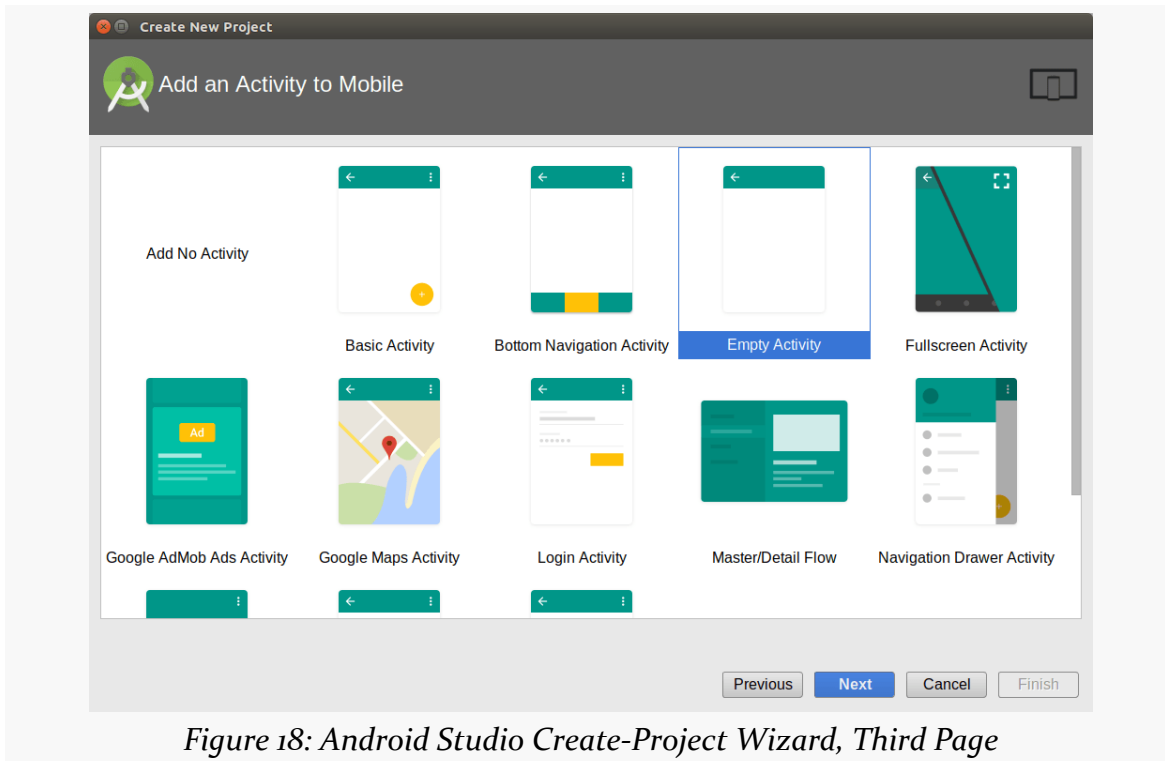 Create New Project
Add an Activity to Mobile
Add No Activity
Basic Activity
Bottom Navigation Activity
Empty Activity
Fullscreen Activity
Ad
Google AdMob Ads Activity
Google Maps Activity
Login Activity
Master/Detail Flow
Navigation Drawer Activity
Previous
Next
Cancel
Finish
Figure 18: Android Studio Create-Project Wizard, Third Page